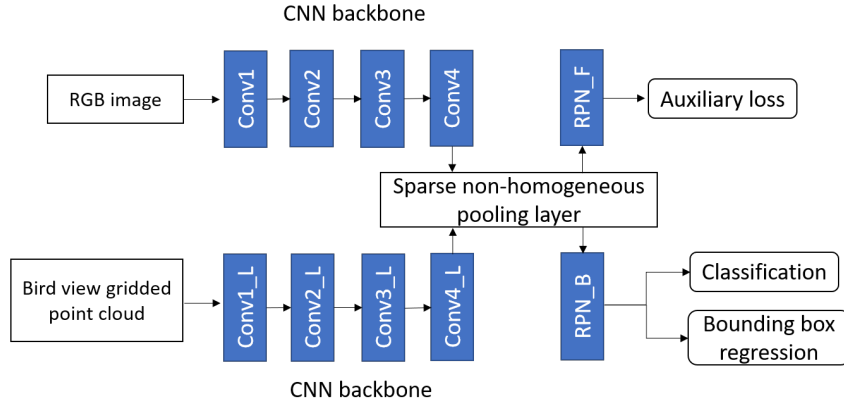 CNN backbone
RGB image
Conv1
Conv2
Conv3
Conv4
RPN_F
Auxiliary loss
Sparse non-homogeneous
pooling layer
Bird view gridded
point cloud
Conv1_L
Conv2_L
Conv3_L
Conv4_L
RPN_B
Classification
Bounding box
regression
CNN backbone